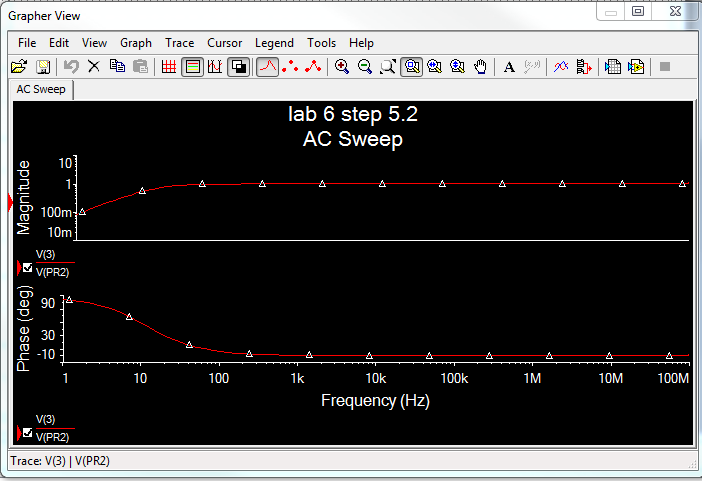 Grapher View
File Edit View Graph Trace Cursor Legend Tools Help
A
AC Sweep
lab 6 step 5.2
AC Sweep
Magnitude
10
1
100m
10m
V(3)
V(PR2)
Phase (deg)
90
30
-10
1 10 100 1k 10k 100k 1M 10M 100M
Frequency (Hz)
V(3)
V(PR2)
Trace: V(3) | V(PR2)